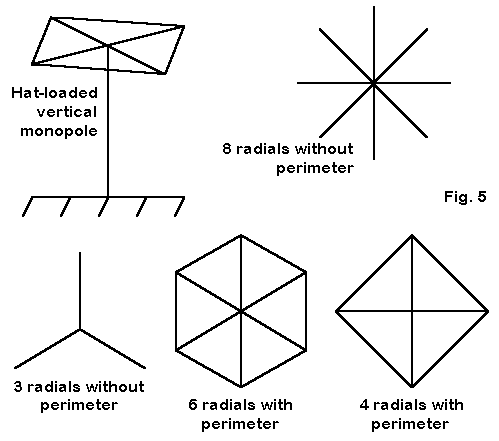 Hat-loaded
vertical
monopole
8 radials without
perimeter
Fig. 5
3 radials without
perimeter
6 radials with
perimeter
4 radials with
perimeter